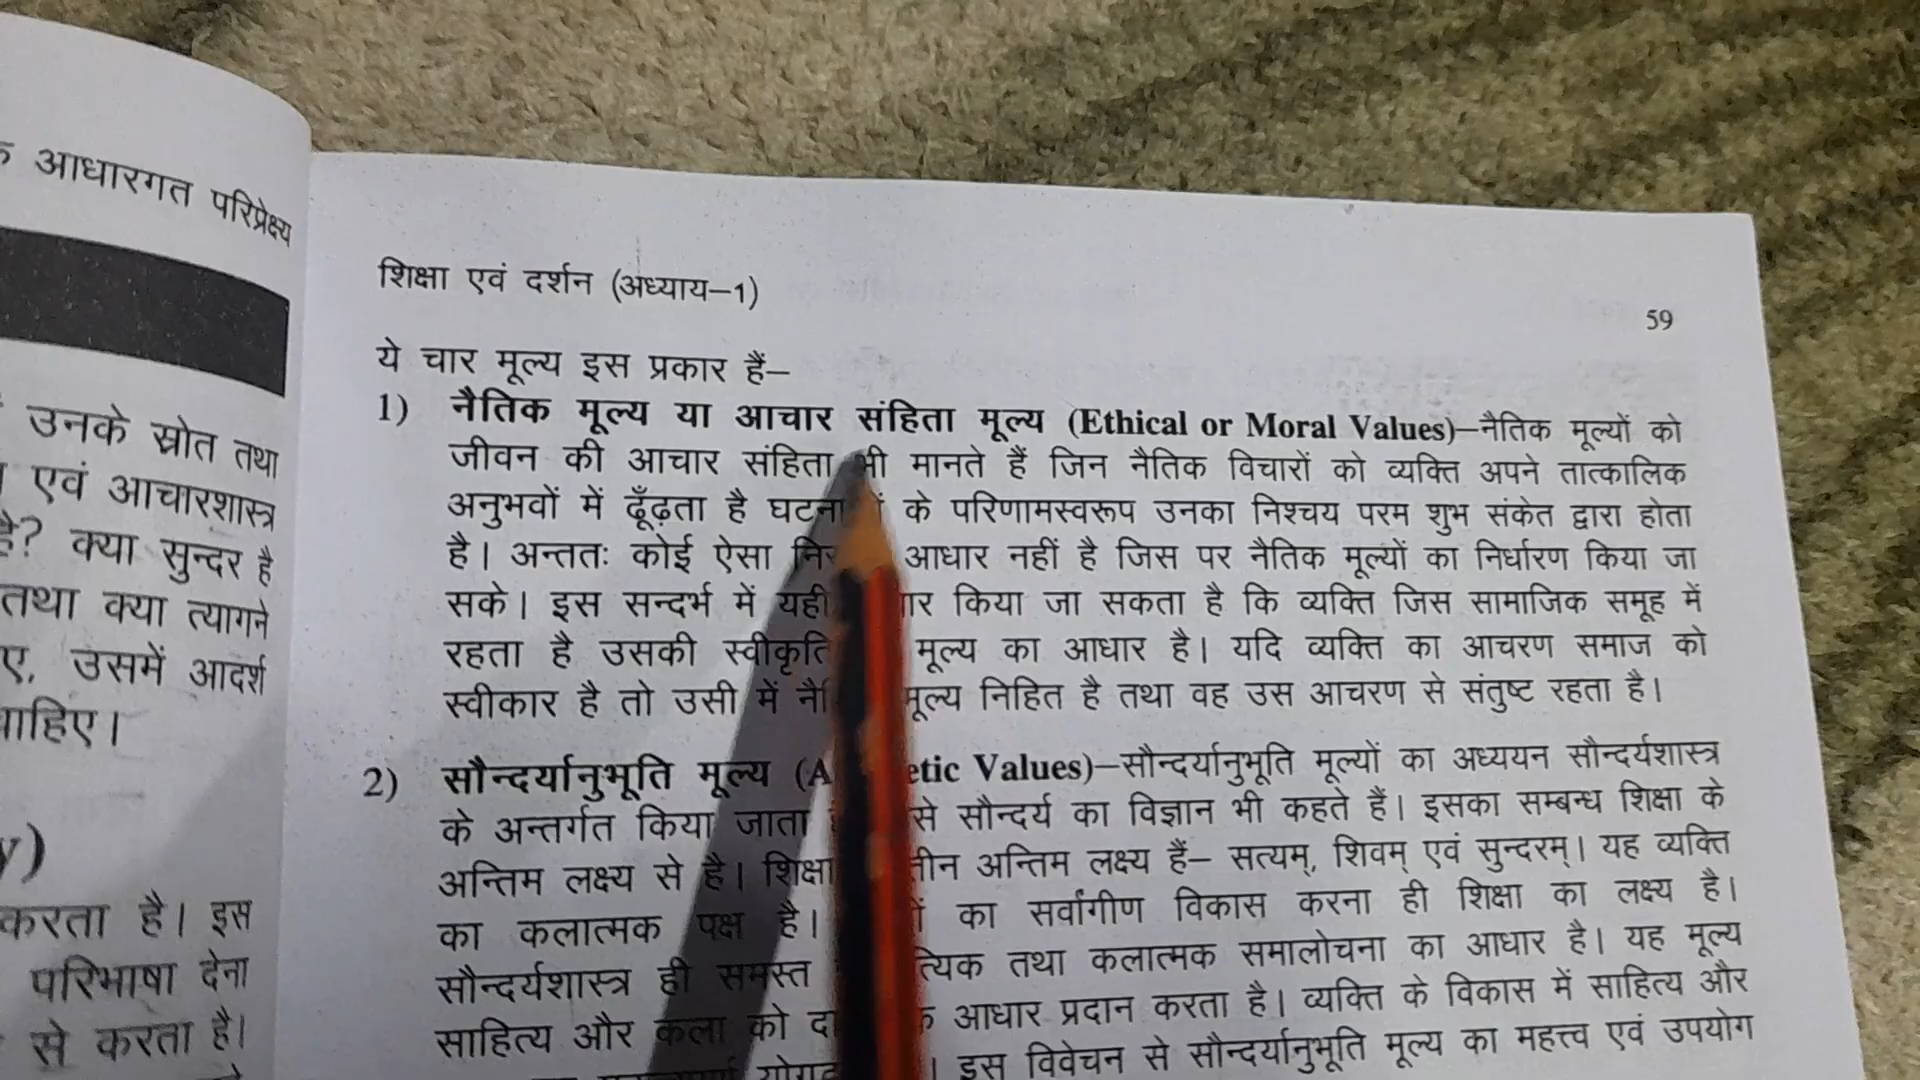 आधारगत परिप्रेक्ष्य
उनके स्रोत तथा
एवं आचारशास्त्र
है? क्या सुन्दर है
तथा क्या त्यागने
उसमें आदर्श
करता है। इस
परिभाषा देना
से करता है।
शिक्षा एवं दर्शन (अध्याय–1)
59
ये चार मूल्य इस प्रकार हैं–
1) नैतिक मूल्य या आचार संहिता मूल्य (Ethical or Moral Values)–नैतिक मूल्यों को
जीवन की आचार संहिता भी मानते हैं जिन नैतिक विचारों को व्यक्ति अपने तात्कालिक
अनुभवों में ढूँढ़ता है के परिणामस्वरूप उनका निश्चय परम शुभ संकेत द्वारा होता
है। अन्ततः कोई ऐसा आधार नहीं है जिस पर नैतिक मूल्यों का निर्धारण किया जा
सके। इस सन्दर्भ में यही किया जा सकता है कि व्यक्ति जिस सामाजिक समूह में
रहता है उसकी स्वीकृति मूल्य का आधार है। यदि व्यक्ति का आचरण समाज को
स्वीकार है तो उसी में मूल्य निहित है तथा वह उस आचरण से संतुष्ट रहता है।
2) सौन्दर्यानुभूति मूल्य Values)–सौन्दर्यानुभूति मूल्यों का अध्ययन सौन्दर्यशास्त्र
के अन्तर्गत किया जाता से सौन्दर्य का विज्ञान भी कहते हैं। इसका सम्बन्ध शिक्षा के
अन्तिम लक्ष्य से है। शिक्षा तीन अन्तिम लक्ष्य हैं– सत्यम्, शिवम् एवं सुन्दरम्। यह व्यक्ति
का कलात्मक पक्ष है। का सर्वांगीण विकास करना ही शिक्षा का लक्ष्य है।
सौन्दर्यशास्त्र ही समस्त तथा कलात्मक समालोचना का आधार है। यह मूल्य
साहित्य और कला को आधार प्रदान करता है। व्यक्ति के विकास में साहित्य और
इस विवेचन से सौन्दर्यानुभूति मूल्य का महत्त्व एवं उपयोग